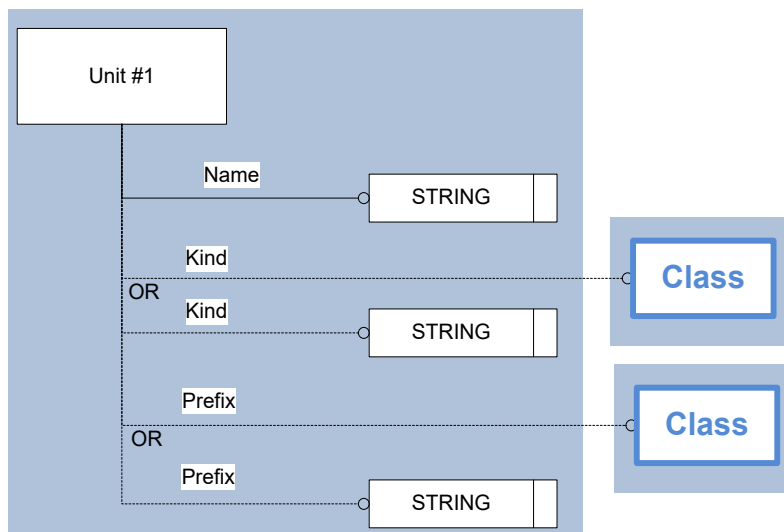 Unit #1
Name
STRING
Kind
Class
OR
Kind
STRING
Prefix
Class
OR
Prefix
STRING